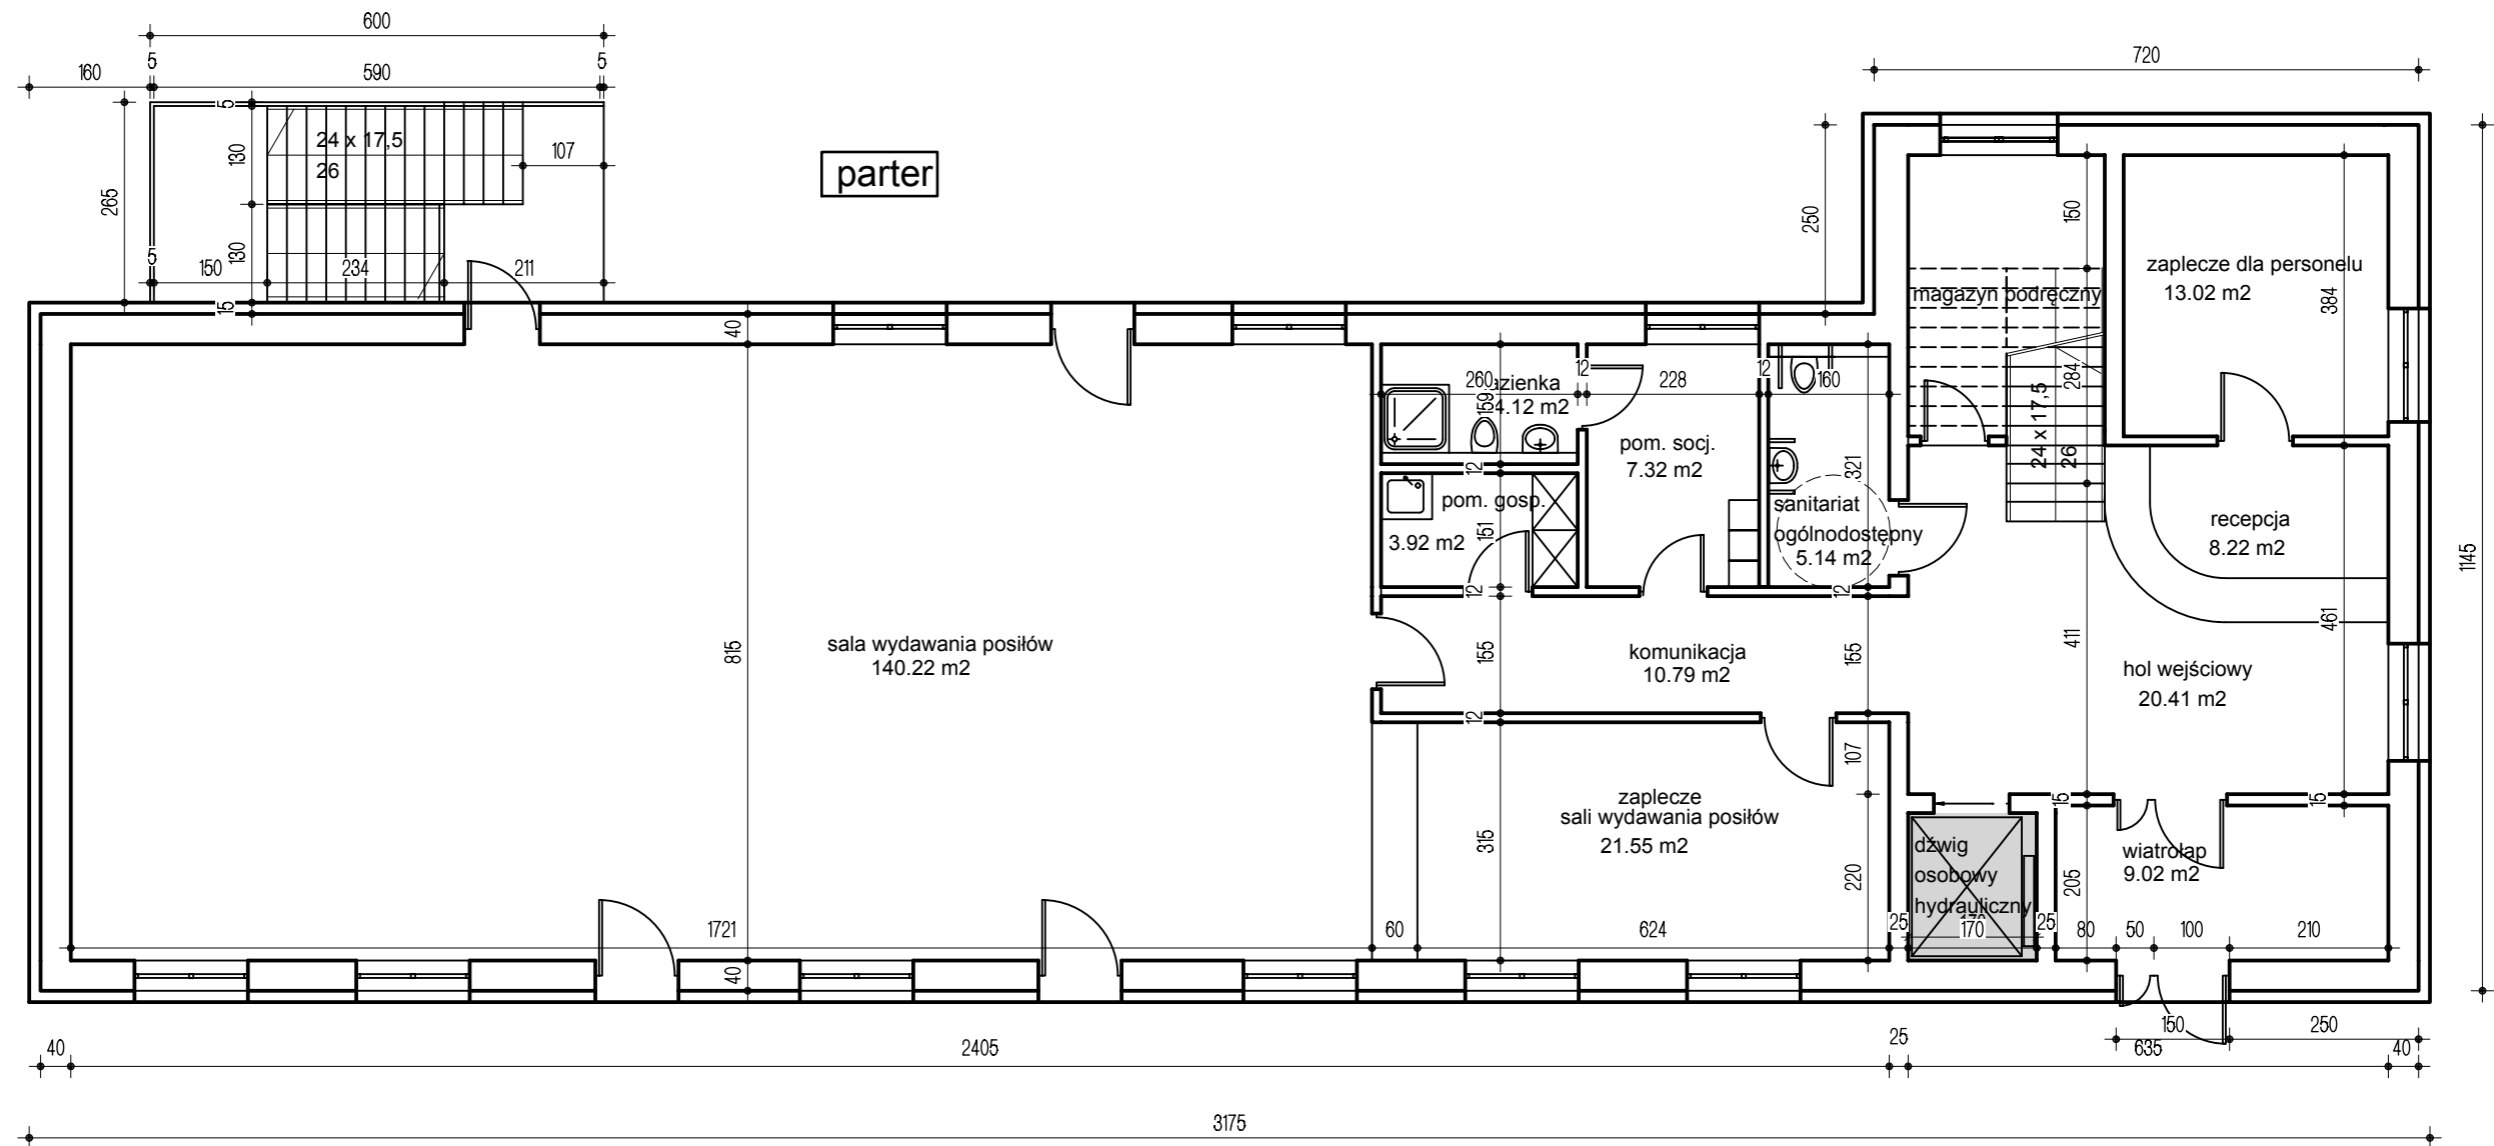 600
720
5
5
160
590
5
24 x 17,5
26
130
107
parter
265
250
150
130
5
150
234
211
15
zaplecze dla personelu
13.02 m2
magazyn podręczny
384
40
12
12
260
azienka
228
160
159
4.12 m2
284
24 x 17,5
26
pom. socj.
7.32 m2
12
321
pom. gosp.
sanitariat
ogólnodostępny
5.14 m2
recepcja
8.22 m2
151
3.92 m2
1145
12
12
sala wydawania posiłów
140.22 m2
815
155
komunikacja
10.79 m2
155
411
461
hol wejściowy
20.41 m2
12
107
zaplecze
sali wydawania posiłów
21.55 m2
315
15
15
dźwig
osobowy
hydrauliczny
wiatrołap
9.02 m2
220
205
1721
60
624
25
170
25
80
50
100
210
40
150
250
40
2405
25
635
40
3175